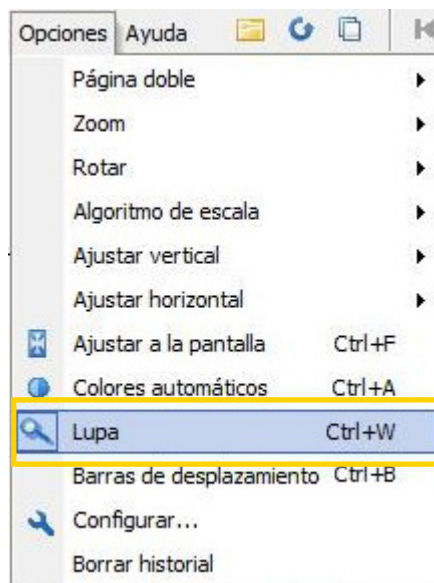 Opciones Ayuda
Página doble
Zoom
Rotar
Algoritmo de escala
Ajustar vertical
Ajustar horizontal
Ajustar a la pantalla Ctrl+F
Colores automáticos Ctrl+A
Lupa Ctrl+W
Barras de desplazamiento Ctrl+B
Configurar...
Borrar historial